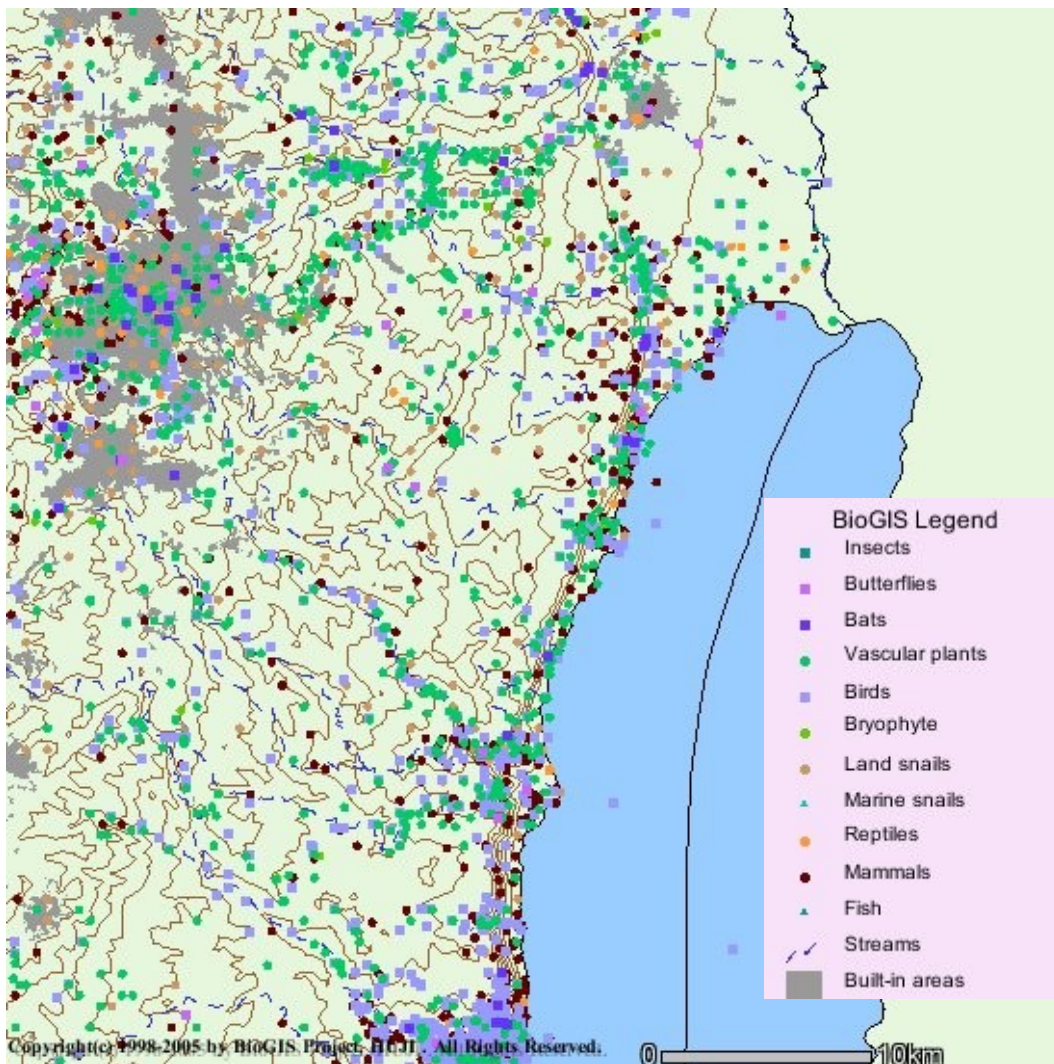 BioGIS Legend
Insects
Butterflies
Bats
Vascular plants
Birds
Bryophyte
Land snails
Marine snails
Reptiles
Mammals
Fish
Streams
Built-in areas
Copyright(c) 1998-2005 by BioGIS Project, HUJI . All Rights Reserved.
0 10km